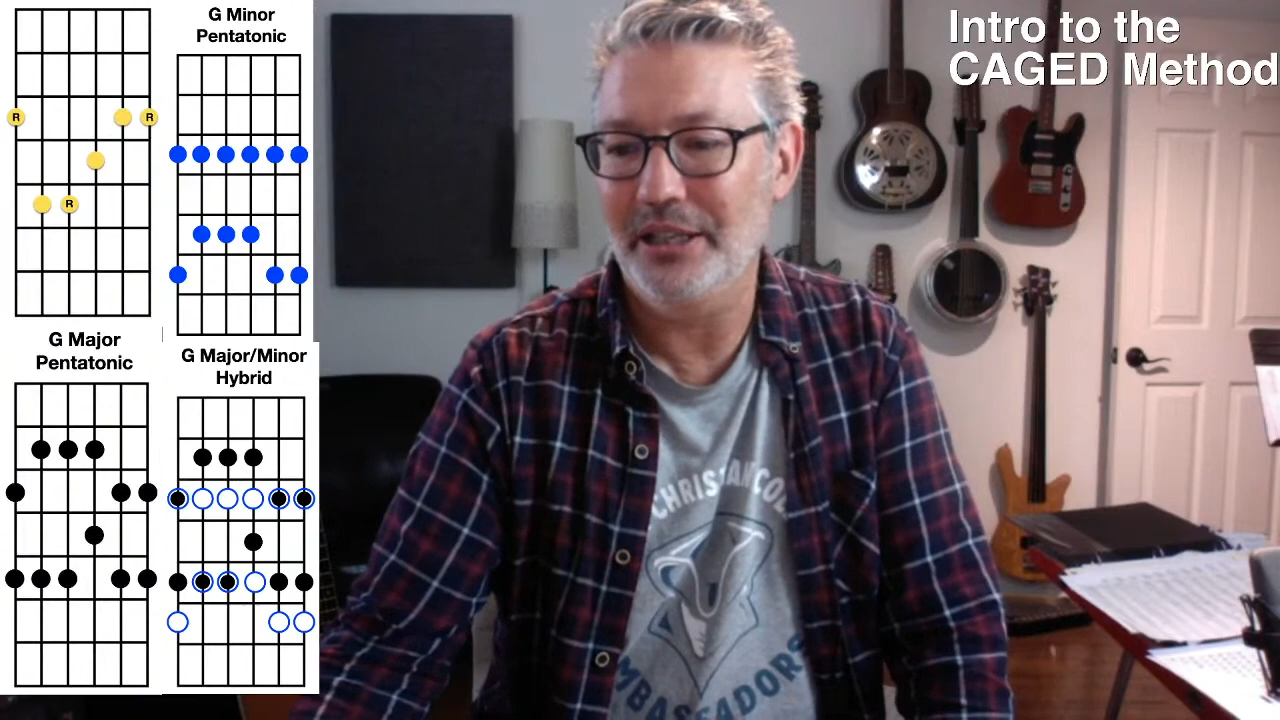 G Minor
Pentatonic
R
R
R
G Major
Pentatonic
G Major/Minor
Hybrid
Intro to the
CAGED Method